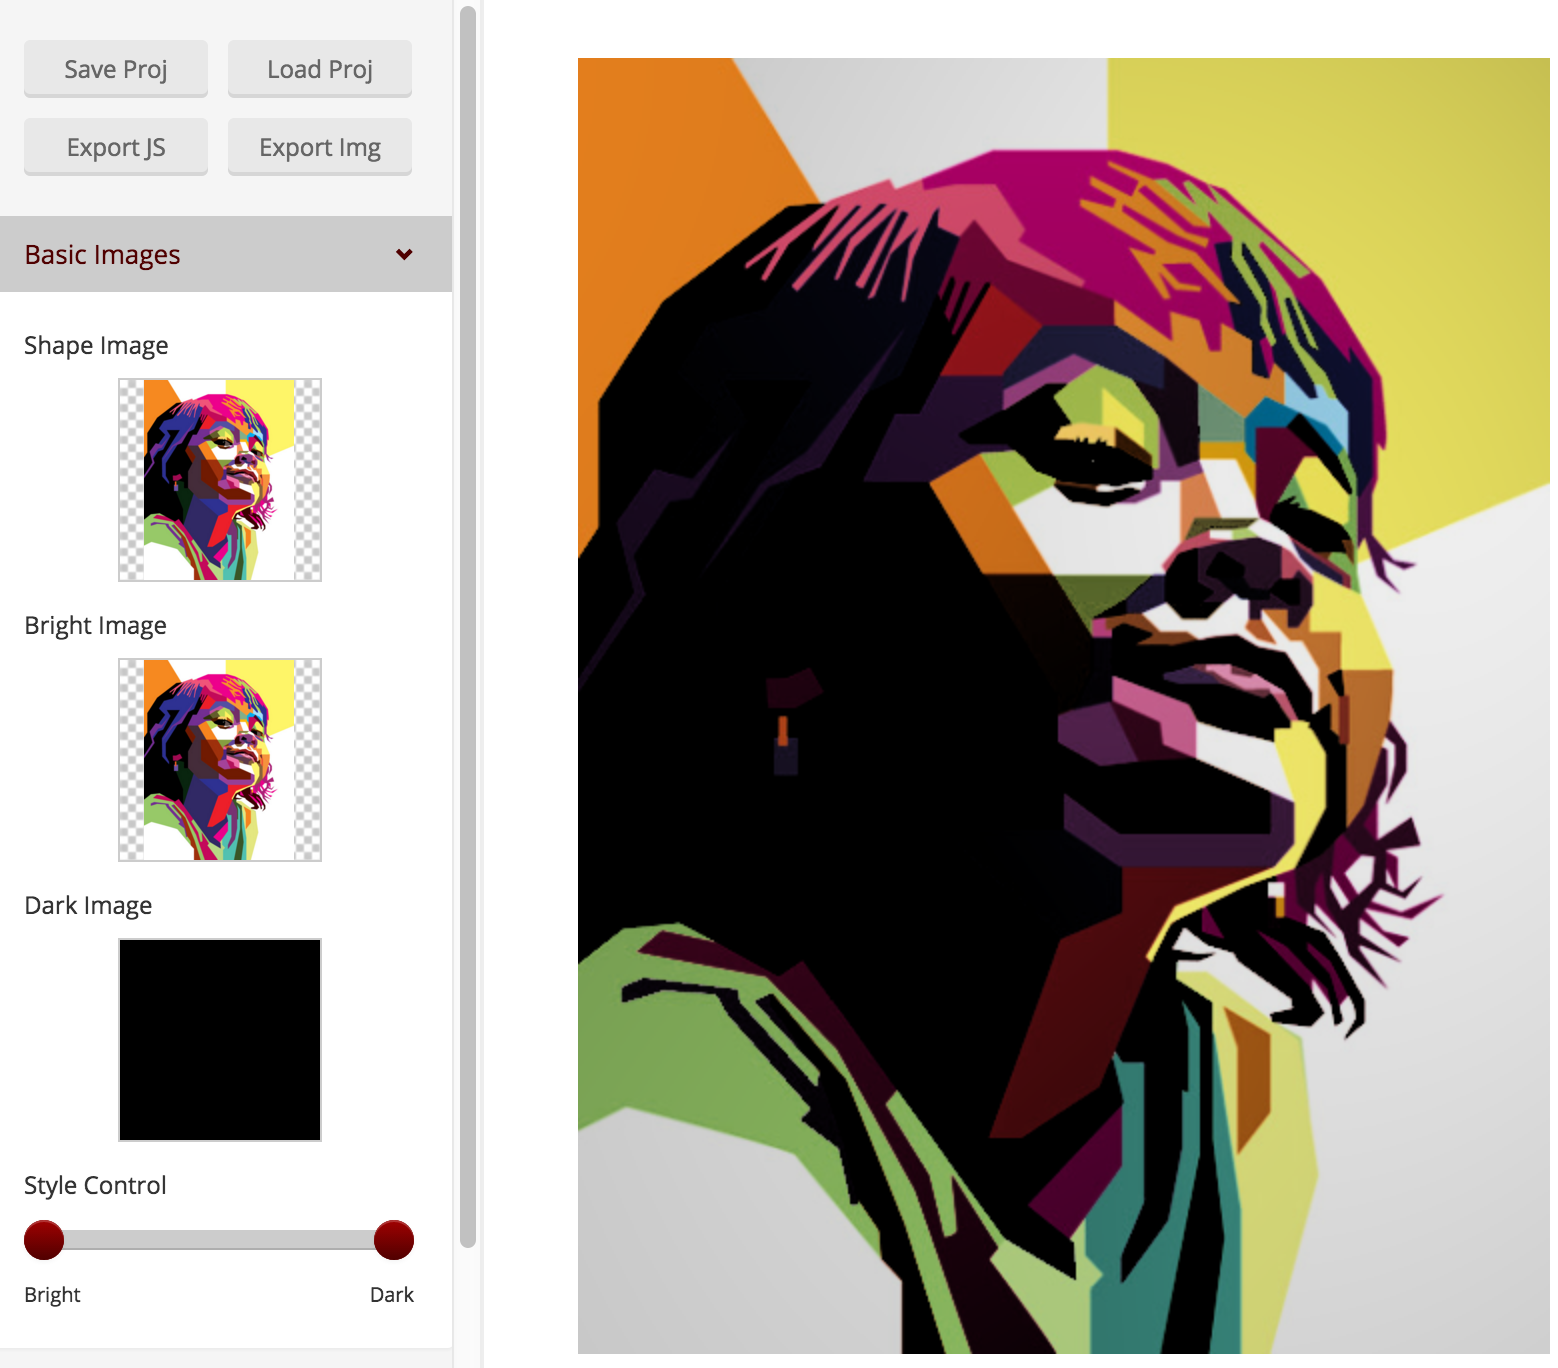 Save Proj
Load Proj
Export JS
Export Img
Basic Images
Shape Image
Bright Image
Dark Image
Style Control
Bright
Dark